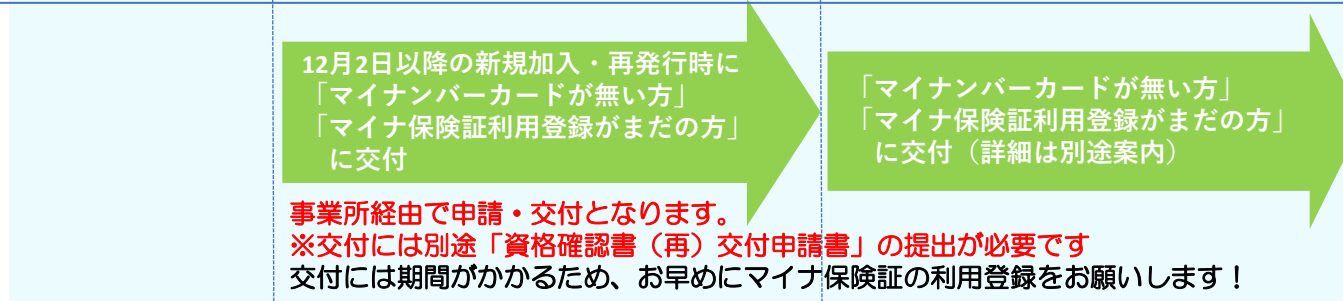 12月2日以降の新規加入・再発行時に
「マイナンバーカードが無い方」
「マイナ保険証利用登録がまだの方」
に交付
「マイナンバーカードが無い方」
「マイナ保険証利用登録がまだの方」
に交付（詳細は別途案内）
事業所経由で申請・交付となります。
※交付には別途「資格確認書（再）交付申請書」の提出が必要です
交付には期間がかかるため、お早めにマイナ保険証の利用登録をお願いします！